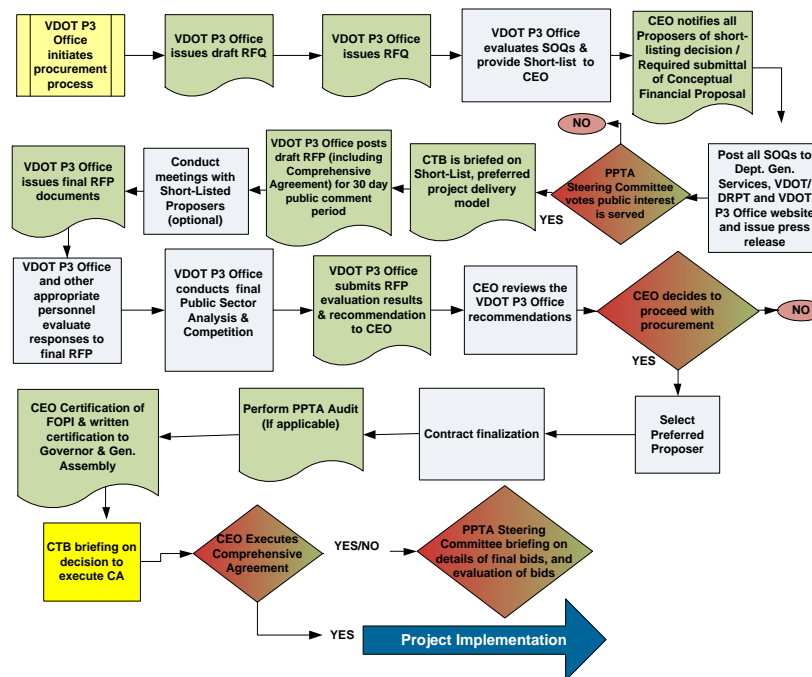 VDOT P3
Office
initiates
procurement
process
VDOT P3 Office
issues draft RFQ
VDOT P3 Office
issues RFQ
VDOT P3 Office
evaluates SOQs &
provide Short-list to
CEO
CEO notifies all
Proposers of short-
listing decision /
Required submittal
of Conceptual
Financial Proposal
NO
Post all SOQs to
Dept. Gen.
Services, VDOT/
DRPT and VDOT
P3 Office website
and issue press
release
PPTA
Steering Committee
votes public interest
is served
YES
CTB is briefed on
Short-List, preferred
project delivery
model
VDOT P3 Office posts
draft RFP (including
Comprehensive
Agreement) for 30 day
public comment
period
Conduct
meetings with
Short-Listed
Proposers
(optional)
VDOT P3 Office
issues final RFP
documents
VDOT P3 Office
and other
appropriate
personnel
evaluate
responses to
final RFP
VDOT P3 Office
conducts final
Public Sector
Analysis &
Competition
VDOT P3 Office
submits RFP
evaluation results
& recommendation
to CEO
CEO reviews the
VDOT P3 Office
recommendations
CEO decides to
proceed with
procurement
NO
YES
Select
Preferred
Proposer
Contract finalization
Perform PPTA Audit
(If applicable)
CEO Certification of
FOPI & written
certification to
Governor & Gen.
Assembly
CTB briefing on
decision to
execute CA
CEO Executes
Comprehensive
Agreement
YES/NO
PPTA Steering
Committee briefing on
details of final bids, and
evaluation of bids
YES
Project Implementation